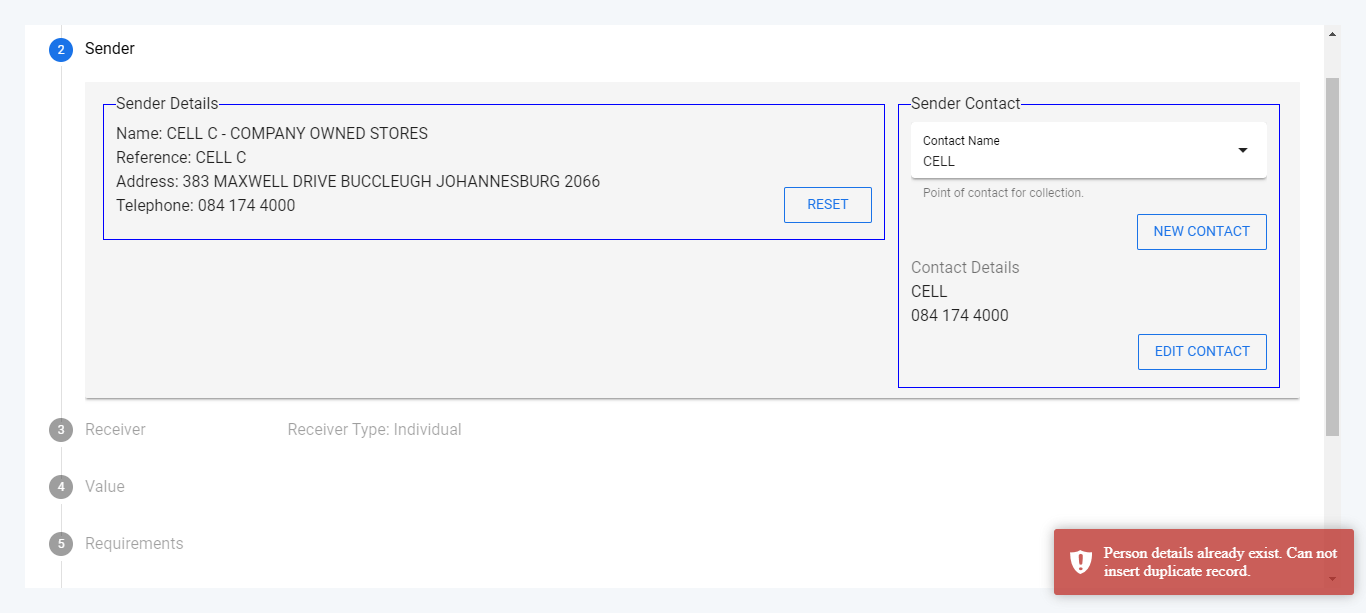 2 Sender
Sender Details
Name: CELL C - COMPANY OWNED STORES
Reference: CELL C
Address: 383 MAXWELL DRIVE BUCCLEUGH JOHANNESBURG 2066
Telephone: 084 174 4000
RESET
Sender Contact
Contact Name
CELL
Point of contact for collection.
NEW CONTACT
Contact Details
CELL
084 174 4000
EDIT CONTACT
3 Receiver Receiver Type: Individual
4 Value
5 Requirements
Person details already exist. Can not
insert duplicate record.